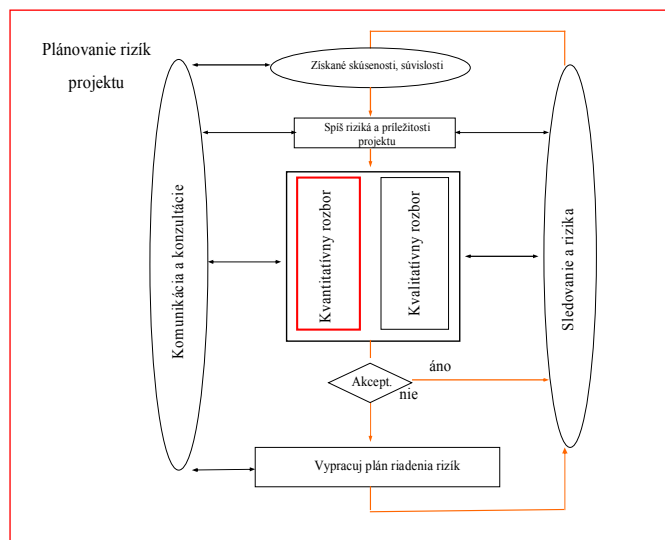 Plánovanie rizík
projektu
Získané skúsenosti, súvislosti
Spíš riziká a príležitosti
projektu
Komunikácia a konzultácie
Kvantitatívny rozbor
Kvalitatívny rozbor
Sledovanie a rizika
Akcept.
áno
nie
Vypracuj plán riadenia rizík